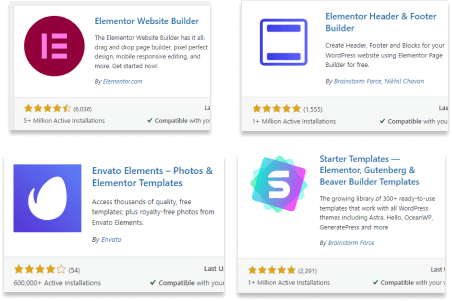 Elementor Website Builder
The Elementor Website Builder has it all:
drag and drop page builder, pixel perfect
design, mobile responsive editing, and
more. Get started now!
By Elementor.com
(6,036)
5+ Million Active Installations
Compatible with you
Elementor Header & Footer
Builder
Create Header, Footer and Blocks for your
WordPress website using Elementor Page
Builder for free.
By Brainstorm Force, Nikhil Chavan
(1,555)
1+ Million Active Installations
Compatible with yo
Envato Elements – Photos &
Elementor Templates
Access thousands of quality, free
templates; plus royalty-free photos from
Envato Elements.
By Envato
(54)
Last U
600,000+ Active Installations
Compatible with your
Starter Templates —
Elementor, Gutenberg &
Beaver Builder Templates
The growing library of 300+ ready-to-use
templates that work with all WordPress
themes including Astra, Hello, OceanWP,
GeneratePress and more
By Brainstorm Force
(2,201)
Last U
1+ Million Active Installations
Compatible with your